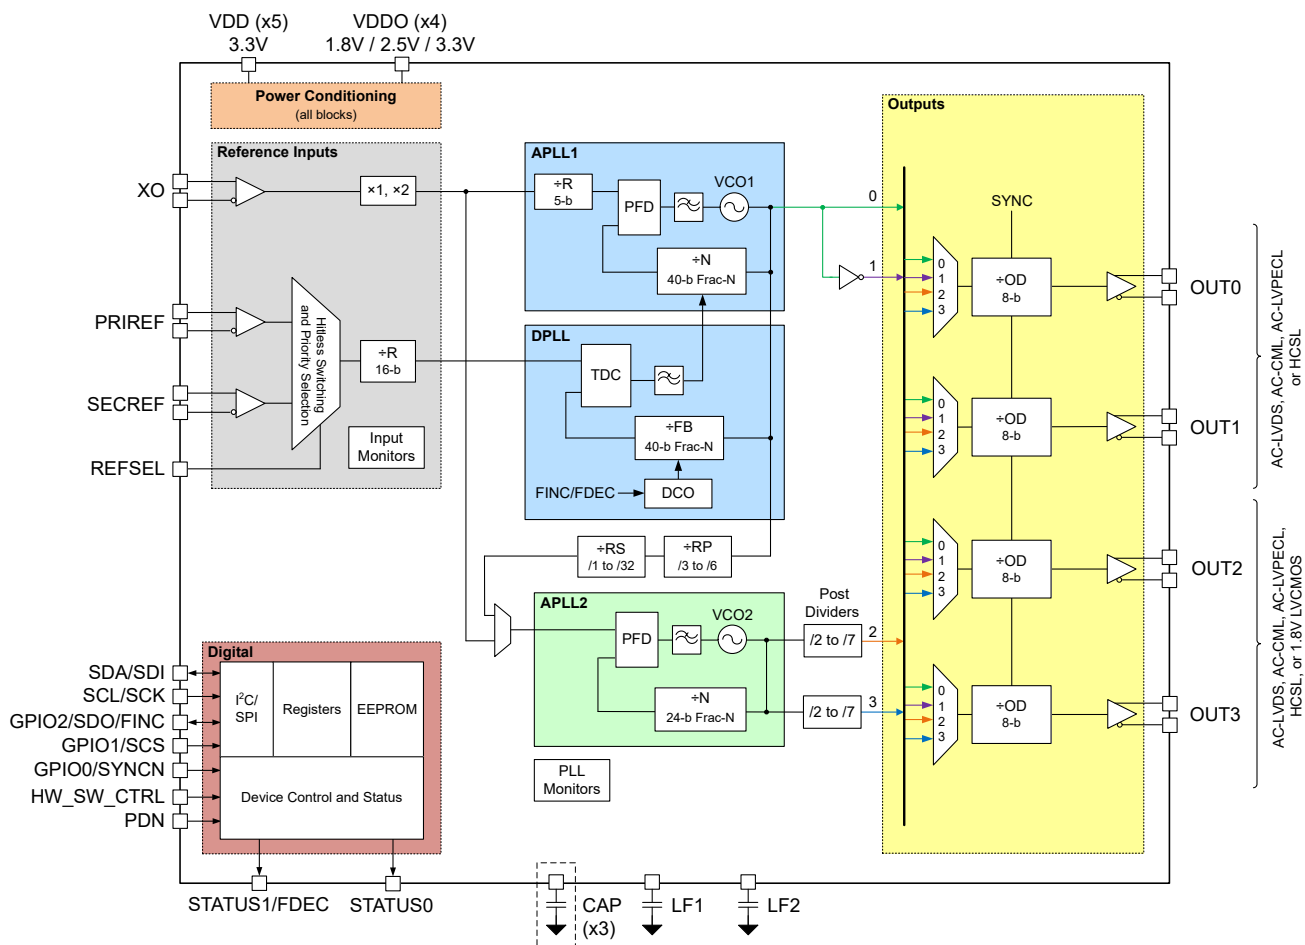 VDD (x5)
3.3V
VDDO (x4)
1.8V / 2.5V / 3.3V
Power Conditioning
(all blocks)
Reference Inputs
XO
×1, ×2
PRIREF
SECREF
REFSEL
Hitless Switching
and Priority Selection
÷R
16-b
Input
Monitors
APLL1
÷R
5-b
PFD
VCO1
÷N
40-b Frac-N
DPLL
TDC
÷FB
40-b Frac-N
FINC/FDEC
DCO
÷RS
/1 to /32
÷RP
/3 to /6
APLL2
PFD
VCO2
÷N
24-b Frac-N
PLL
Monitors
Post
Dividers
/2 to /7
/2 to /7
0
1
2
3
Outputs
SYNC
0
1
2
3
÷OD
8-b
OUT0
0
1
2
3
÷OD
8-b
OUT1
0
1
2
3
÷OD
8-b
OUT2
0
1
2
3
÷OD
8-b
OUT3
AC-LVDS, AC-CML, AC-LVPECL,
or HCSL
AC-LVDS, AC-CML, AC-LVPECL,
HCSL, or 1.8V LVCMOS
Digital
SDA/SDI
SCL/SCK
GPIO2/SDO/FINC
GPIO1/SCS
GPIO0/SYNCN
HW_SW_CTRL
PDN
I²C/
SPI
Registers
EEPROM
Device Control and Status
STATUS1/FDEC
STATUS0
CAP
(x3)
LF1
LF2